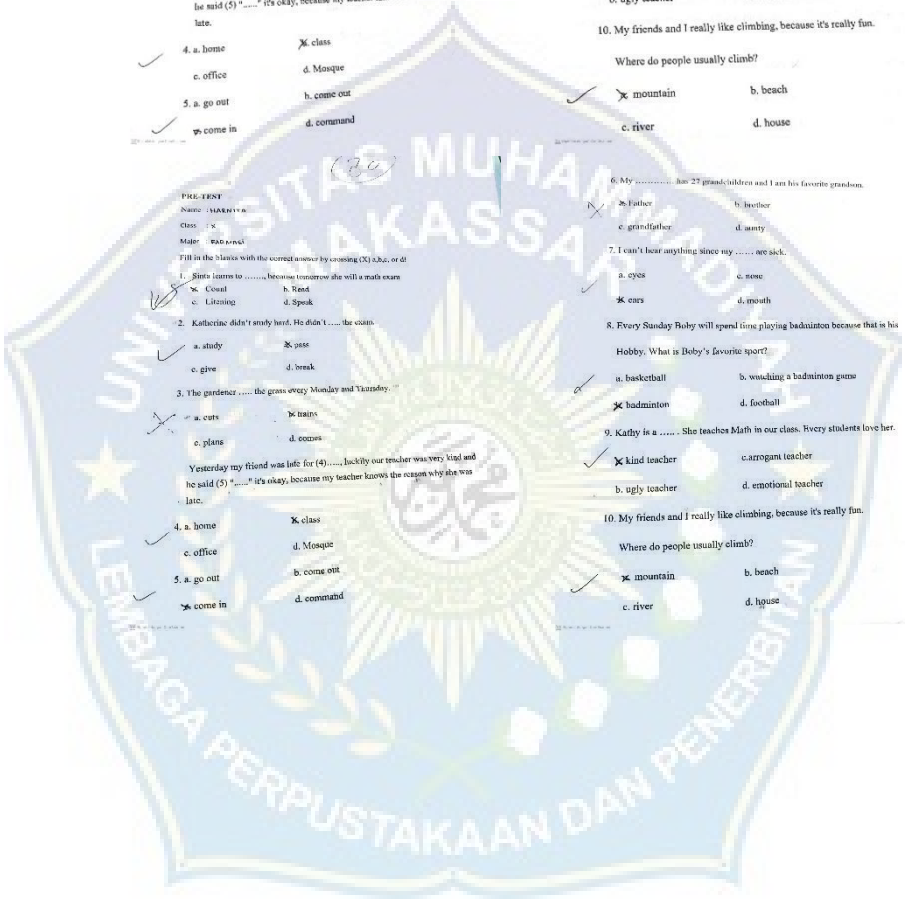 he said (5) "......" it's okay, because my
late.
4. a. home
X. class
c. office
d. Mosque
5. a. go out
b. come out
come in
d. command
10. My friends and I really like climbing, because it's really fun.
Where do people usually climb?
mountain
b. beach
c. river
d. house
PRE-TEST
Name :
Class : X
Major :
Fill in the blanks with the correct answer by crossing (X) a,b,c, or d!
1. Sinta learns to ......., because tomorrow she will a math exam
Count
b. Read
c. Litening
d. Speak
2. Katherine didn't study hard. He didn't ..... the exam.
a. study
pass
c. give
d. break
3. The gardener ..... the grass every Monday and Thursday.
a. cuts
trains
c. plans
d. comes
Yesterday my friend was late for (4)....., luckily our teacher was very kind and
he said (5) "......" it's okay, because my teacher knows the reason why she was
late.
4. a. home
X. class
c. office
d. Mosque
5. a. go out
b. come out
come in
d. command
6. My .............. has 27 grandchildren and I am his favorite grandson.
Father
b. brother
c. grandfather
d. aunty
7. I can't hear anything since my ...... are sick.
a. eyes
c. nose
ears
d. mouth
8. Every Sunday Boby will spend time playing badminton because that is his
Hobby. What is Boby's favorite sport?
a. basketball
b. watching a badminton game
badminton
d. football
9. Kathy is a ...... . She teaches Math in our class. Every students love her.
kind teacher
c.arrogant teacher
b. ugly teacher
d. emotional teacher
10. My friends and I really like climbing, because it's really fun.
Where do people usually climb?
mountain
b. beach
c. river
d. house
UNIVERSITAS MUHAMMADIYAH
MAKASSAR
LEMBAGA PERPUSTAKAAN DAN PENERBITAN